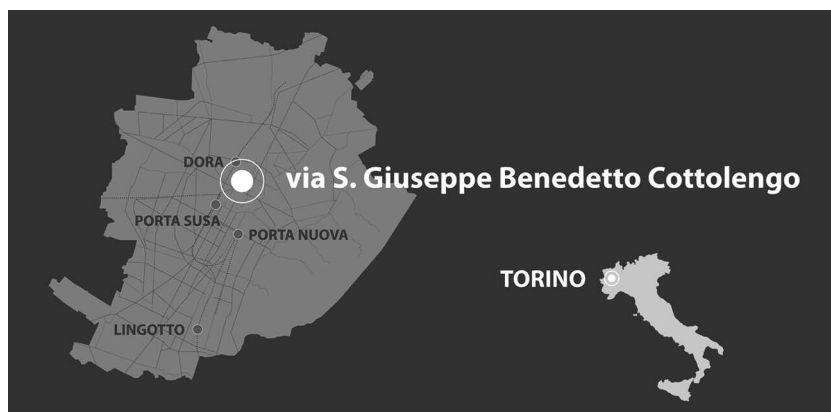 DORA
via S. Giuseppe Benedetto Cottolengo
PORTA SUSA
PORTA NUOVA
TORINO
LINGOTTO